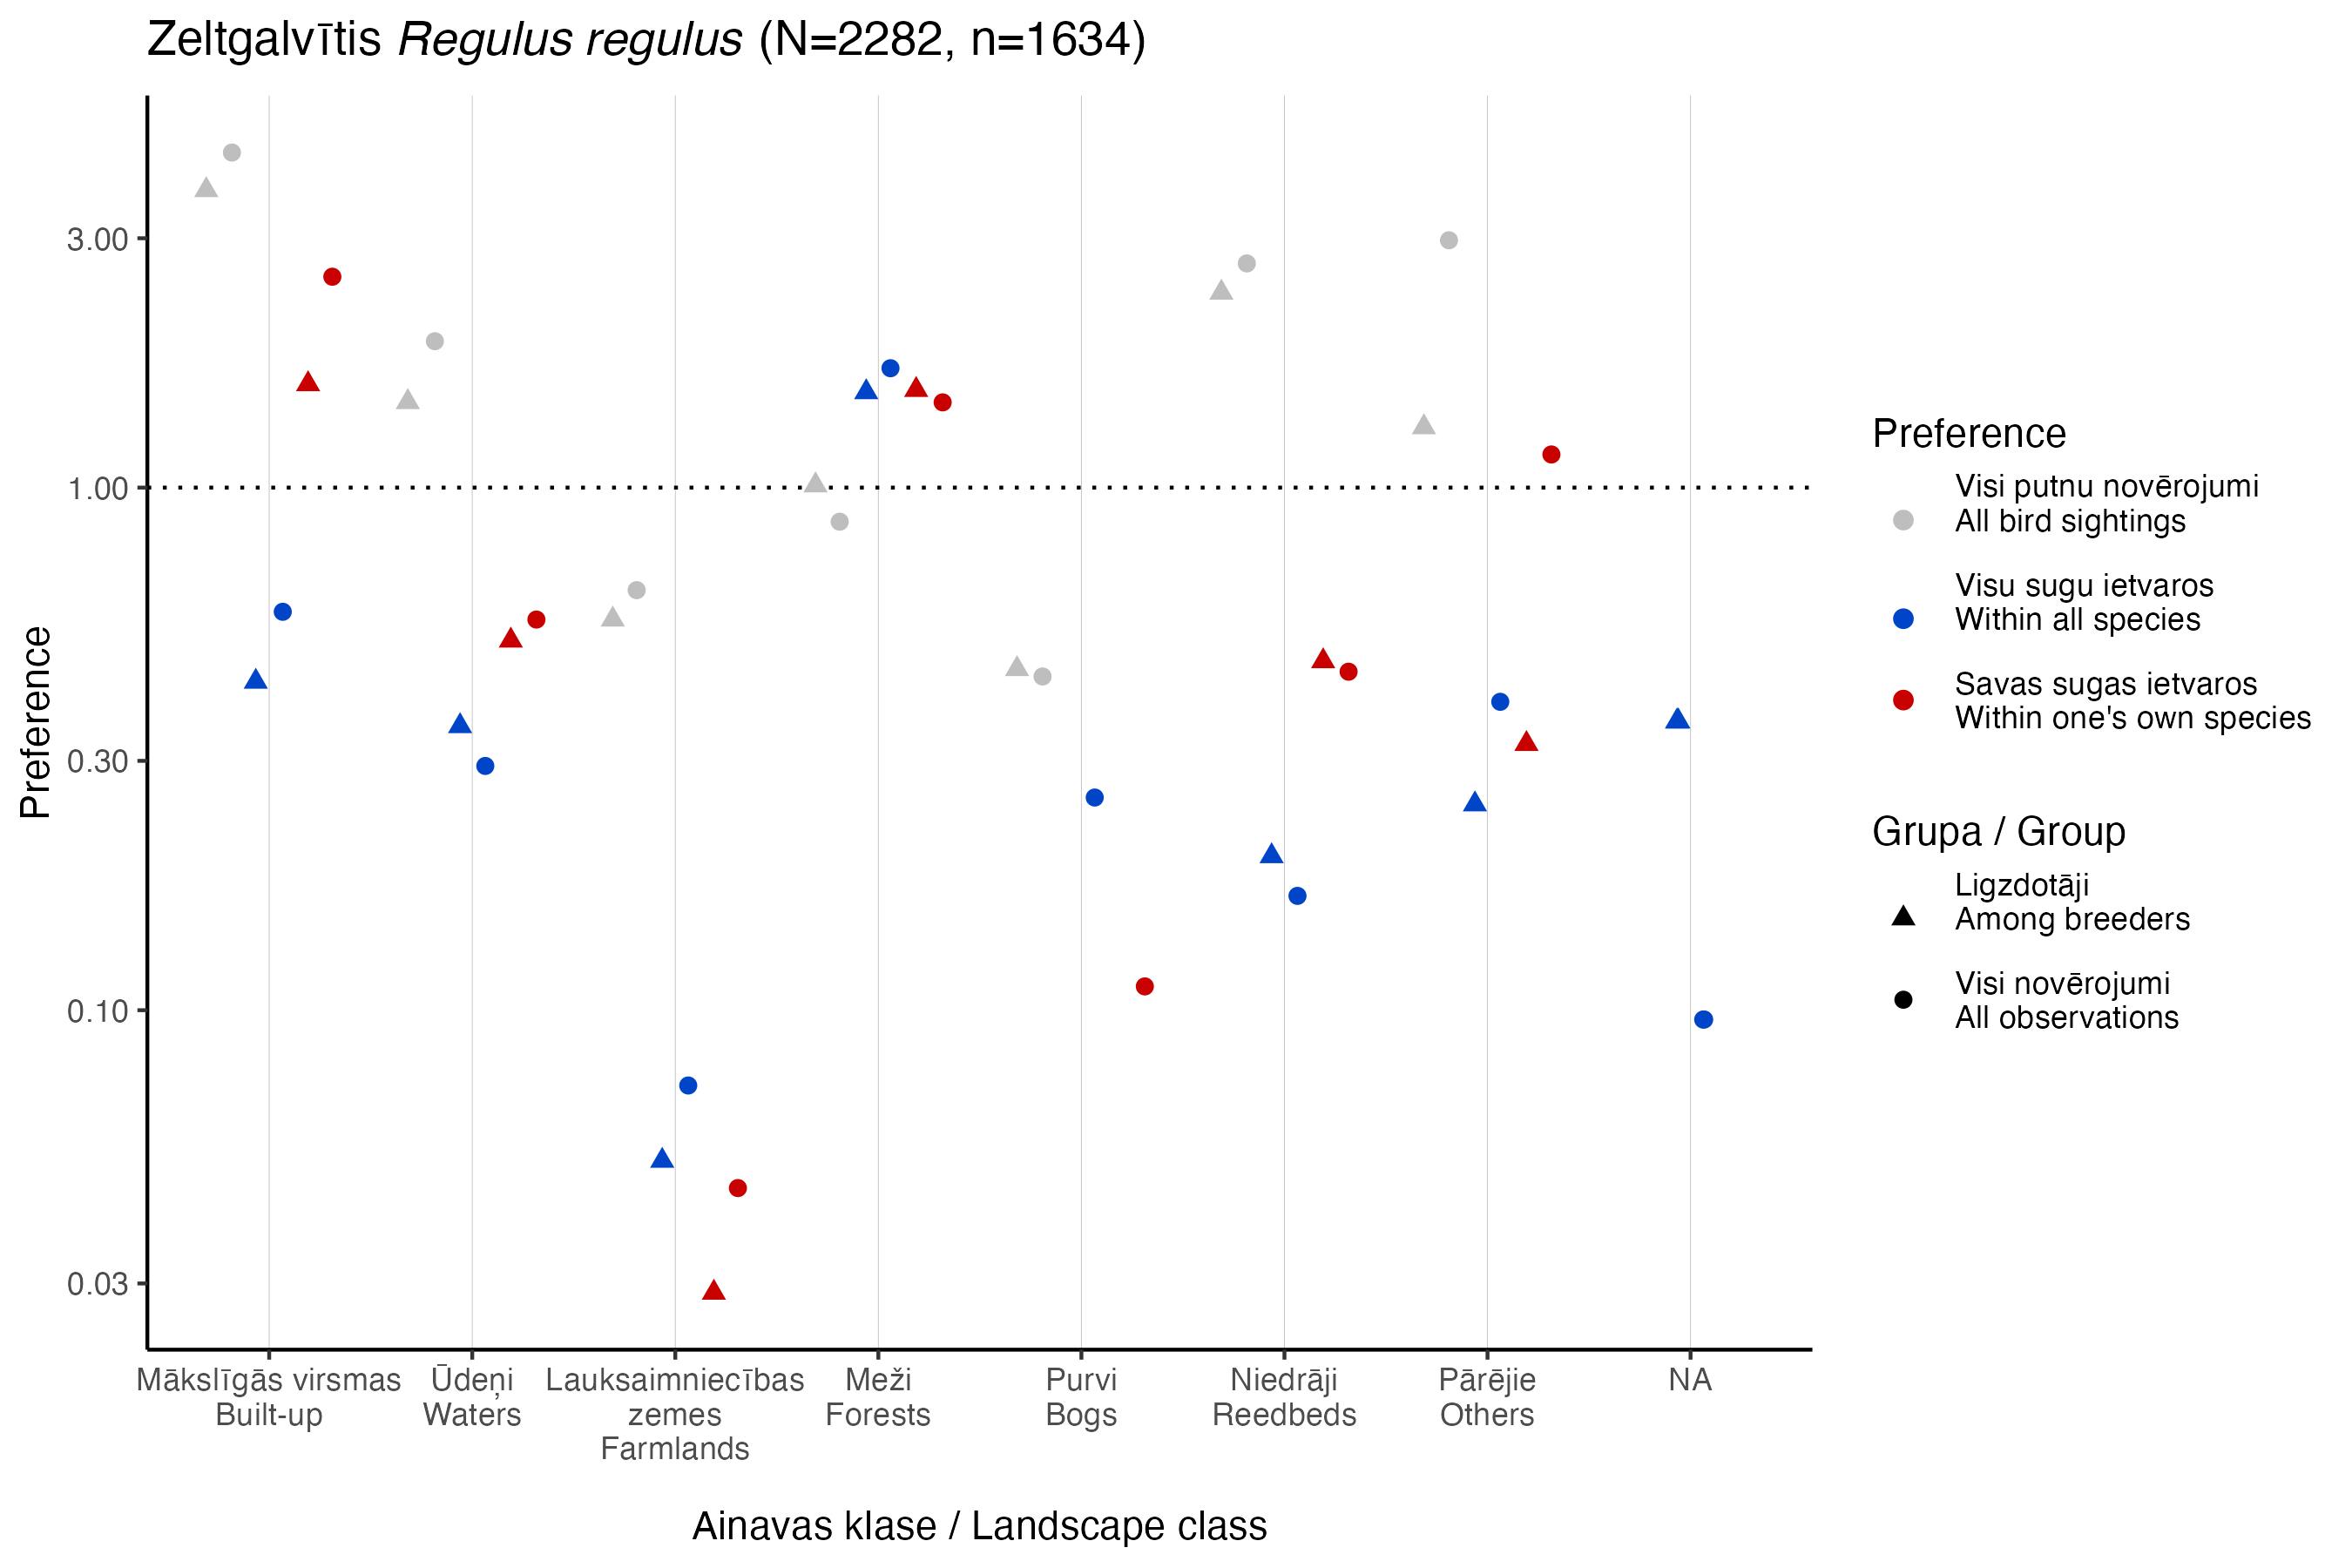 Zeltgalvītis Regulus regulus (N=2282, n=1634)
Preference
3.00
1.00
0.30
0.10
0.03
Mākslīgās virsmas
Built-up
Ūdeņi
Waters
Lauksaimniecības
zemes
Farmlands
Meži
Forests
Purvi
Bogs
Niedrāji
Reedbeds
Pārējie
Others
NA
Ainavas klase / Landscape class
Preference
Visi putnu novērojumi
All bird sightings
Visu sugu ietvaros
Within all species
Savas sugas ietvaros
Within one's own species
Grupa / Group
Ligzdotāji
Among breeders
Visi novērojumi
All observations